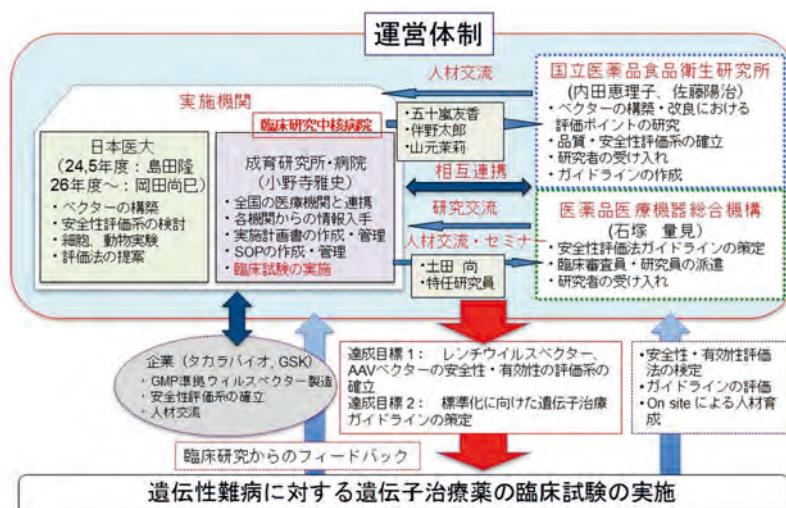 運営体制
実施機関
日本医大
(24,5年度：島田隆
26年度〜：岡田尚巳)
・ベクターの構築
・安全性評価系の検討
・細胞、動物実験
・評価法の提案
臨床研究中核病院
成育研究所・病院
(小野寺雅史)
・全国の医療機関と連携
・各機関からの情報入手
・実施計画書の作成・管理
・SOPの作成・管理
・臨床試験の実施
人材交流
・五十嵐友香
・伴野太郎
・山元茉莉
相互連携
研究交流
人材交流・セミナー
・土田 尚
・特任研究員
国立医薬品食品衛生研究所
(内田恵理子、佐藤陽治)
・ベクターの構築・改良における
評価ポイントの研究
・品質・安全性評価系の確立
・研究者の受け入れ
・ガイドラインの作成
医薬品医療機器総合機構
(石塚 量見)
・安全性評価法ガイドラインの策定
・臨床審査員・研究員の派遣
・研究者の受け入れ
企業（タカラバイオ, GSK)
・GMP準拠ウィルスベクター製造
・安全性評価系の確立
・人材交流
達成目標1： レンチウイルスベクター、
AAVベクターの安全性・有効性の評価系の
確立
達成目標2： 標準化に向けた遺伝子治療
ガイドラインの策定
・安全性・有効性評価
法の検定
・ガイドラインの評価
・On site による人材育
成
臨床研究からのフィードバック
遺伝性難病に対する遺伝子治療薬の臨床試験の実施